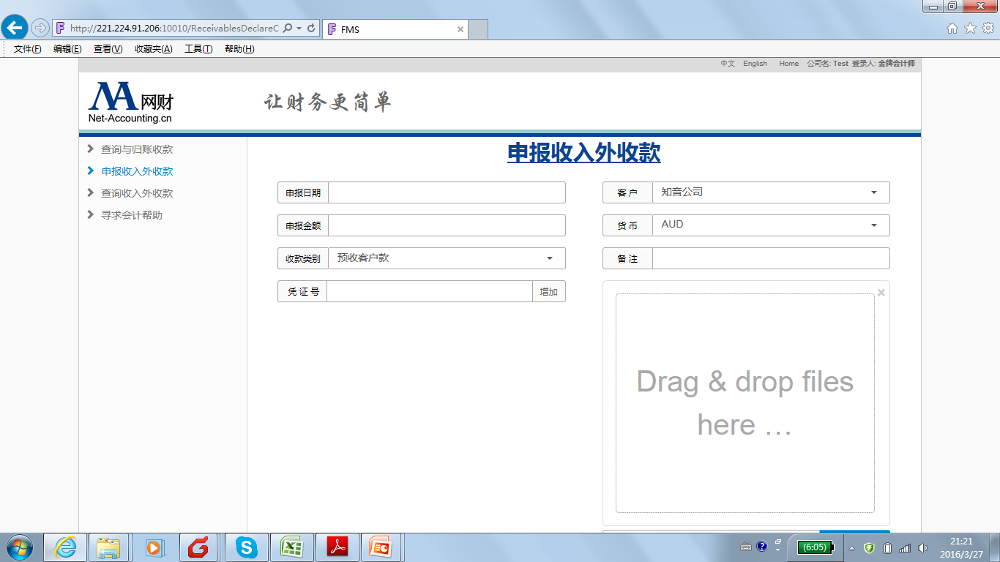 http://221.224.91.206:10010/ReceivablesDeclareC
FMS
文件(F) 编辑(E) 查看(V) 收藏夹(A) 工具(T) 帮助(H)
中文 English Home 公司名: Test 登录人: 金牌会计师
网财
Net-Accounting.cn
让财务更简单
查询与归账收款
申报收入外收款
查询收入外收款
寻求会计帮助
申报收入外收款
申报日期
客 户 知音公司
申报金额
货 币 AUD
收款类别 预收客户款
备 注
凭 证 号 增加
Drag & drop files
here …
(6:05)
21:21
2016/3/27